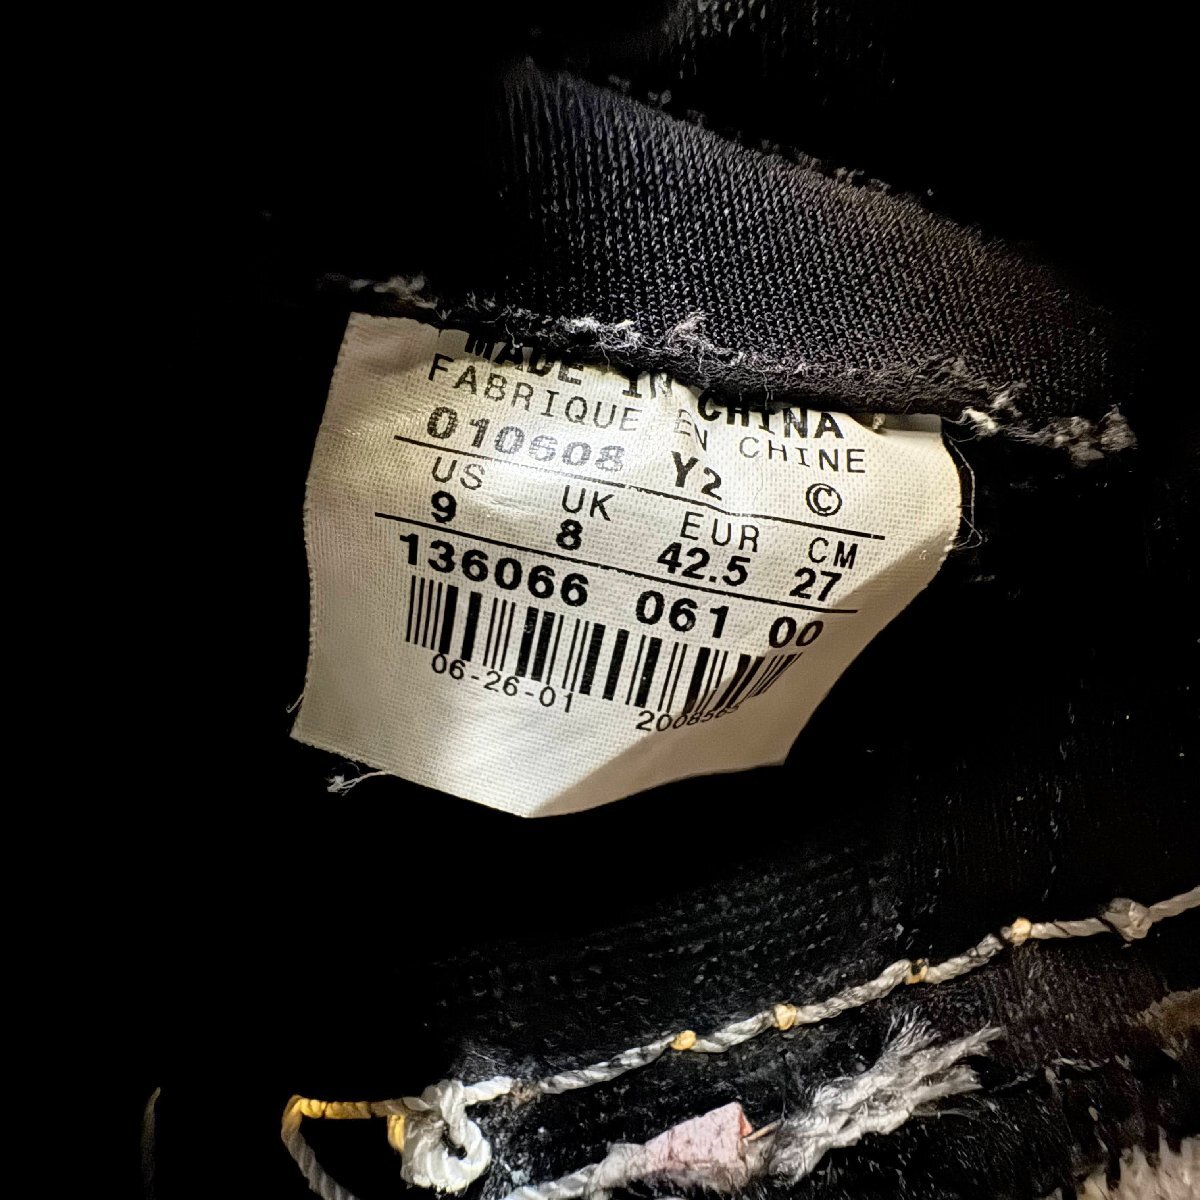 MADE IN CHINA
FABRIQUE EN CHINE
010608 Y2 ©
US UK EUR CM
9 8 42.5 27
136066 061 00
06-26-01